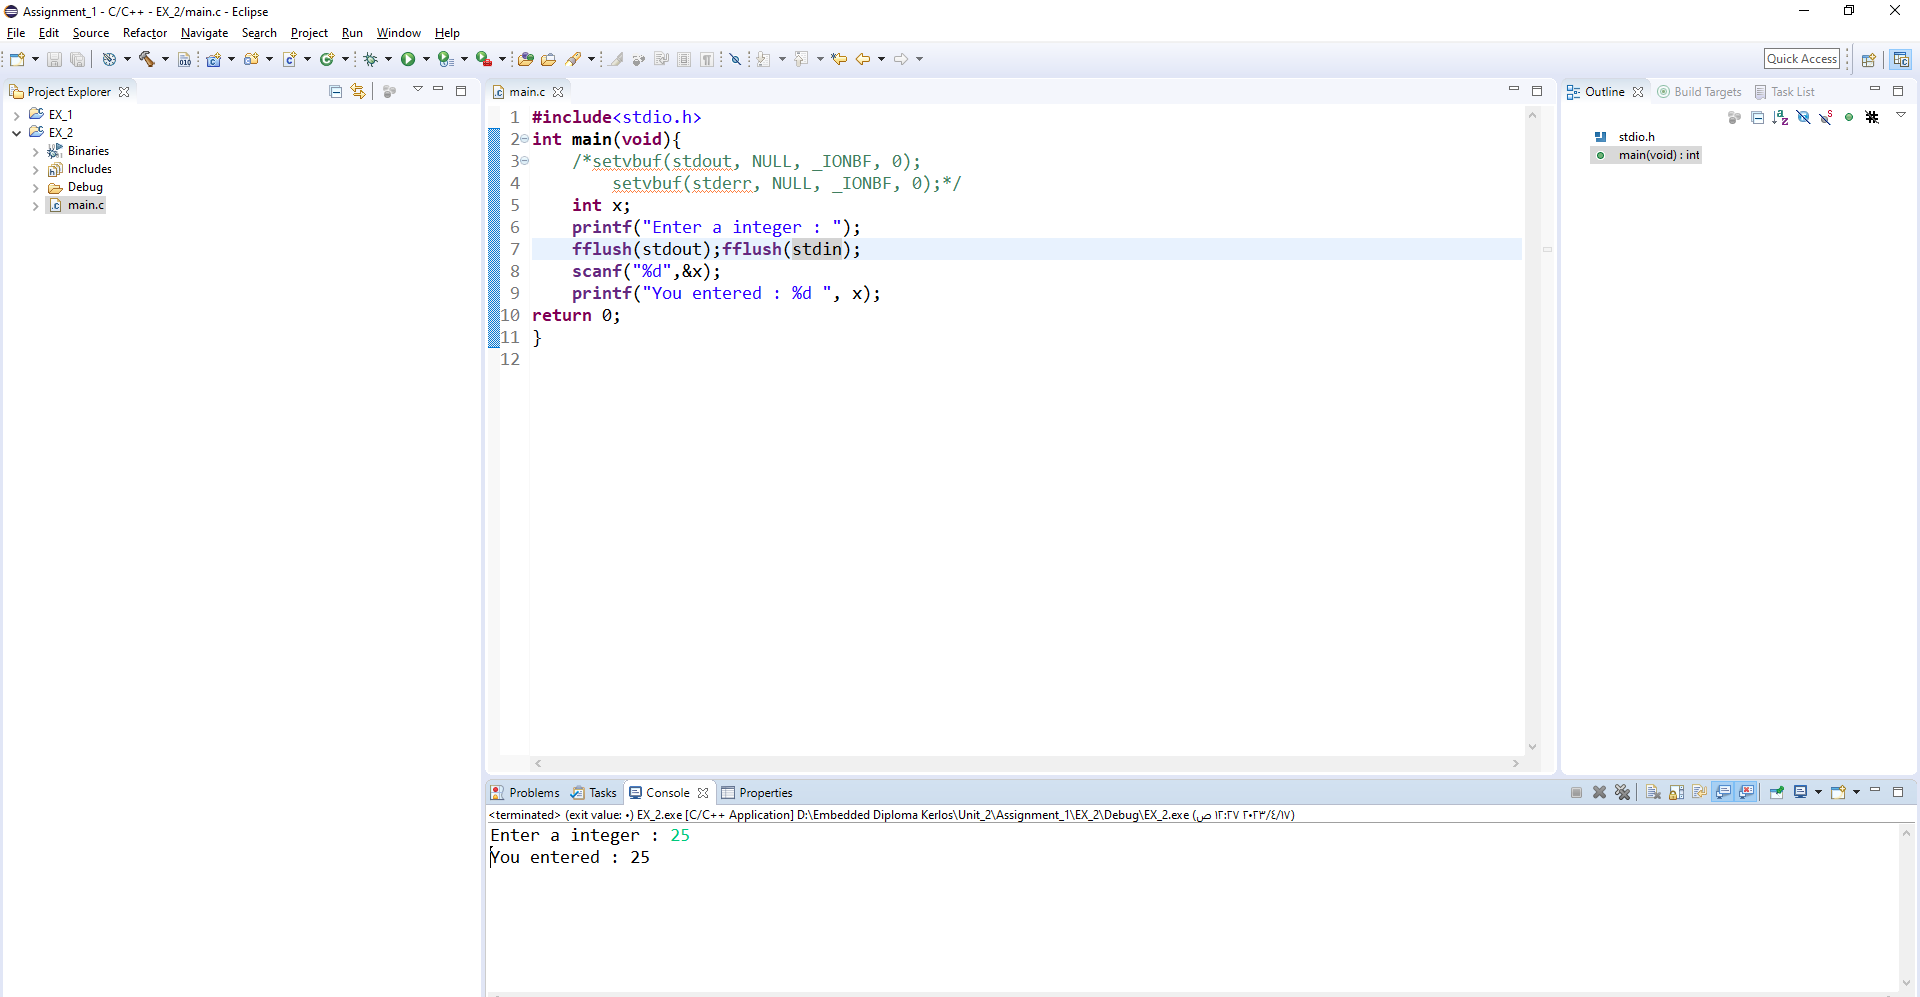 Assignment_1 - C/C++ - EX_2/main.c - Eclipse
File Edit Source Refactor Navigate Search Project Run Window Help
Quick Access
Project Explorer
EX_1
EX_2
Binaries
Includes
Debug
main.c
main.c
1 #include<stdio.h>
2 int main(void){
3 /*setvbuf(stdout, NULL, _IONBF, 0);
4 setvbuf(stderr, NULL, _IONBF, 0);*/
5 int x;
6 printf("Enter a integer : ");
7 fflush(stdout);fflush(stdin);
8 scanf("%d",&x);
9 printf("You entered : %d ", x);
10 return 0;
11 }
12
Outline Build Targets Task List
stdio.h
main(void) : int
Problems Tasks Console Properties
<terminated> (exit value: ٠) EX_2.exe [C/C++ Application] D:\Embedded Diploma Kerlos\Unit_2\Assignment_1\EX_2\Debug\EX_2.exe (١٧‏/٤‏/٢٠٢٣ ١٢:٢٧ ص)
Enter a integer : 25
You entered : 25